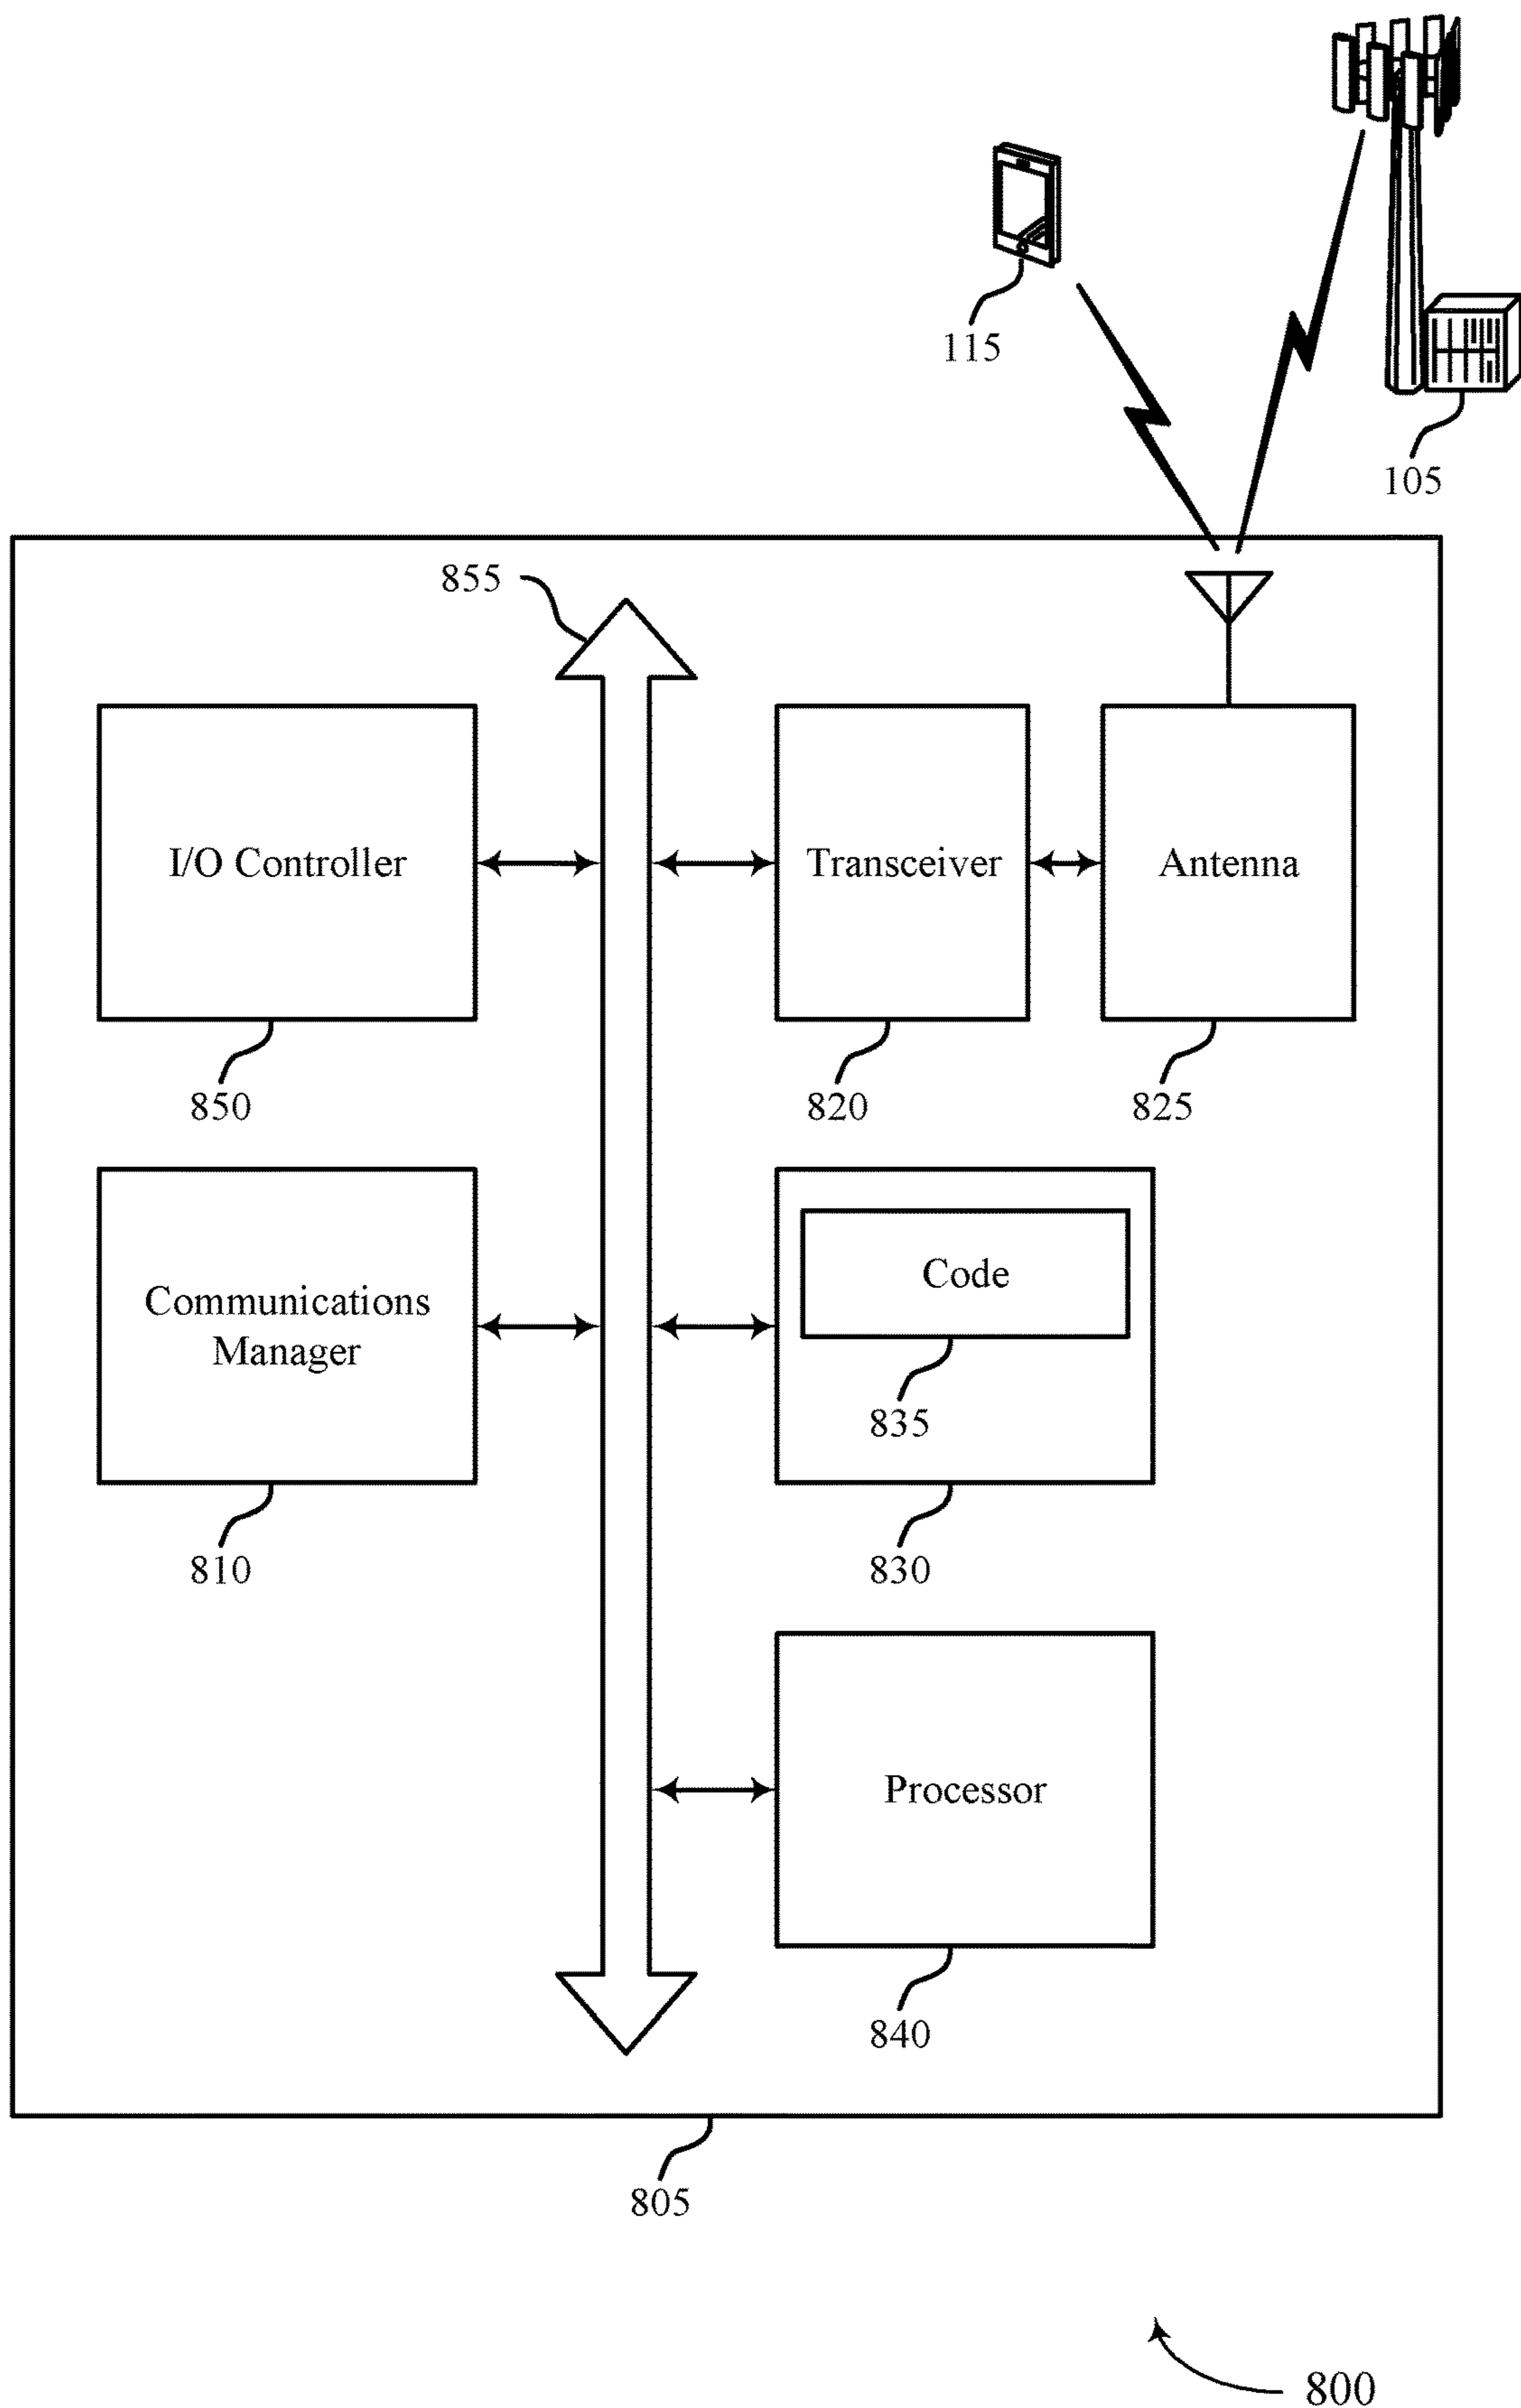 115
105
855
I/O Controller
Transceiver
Antenna
850
820
825
Communications
Manager
Code
835
810
830
Processor
840
805
800